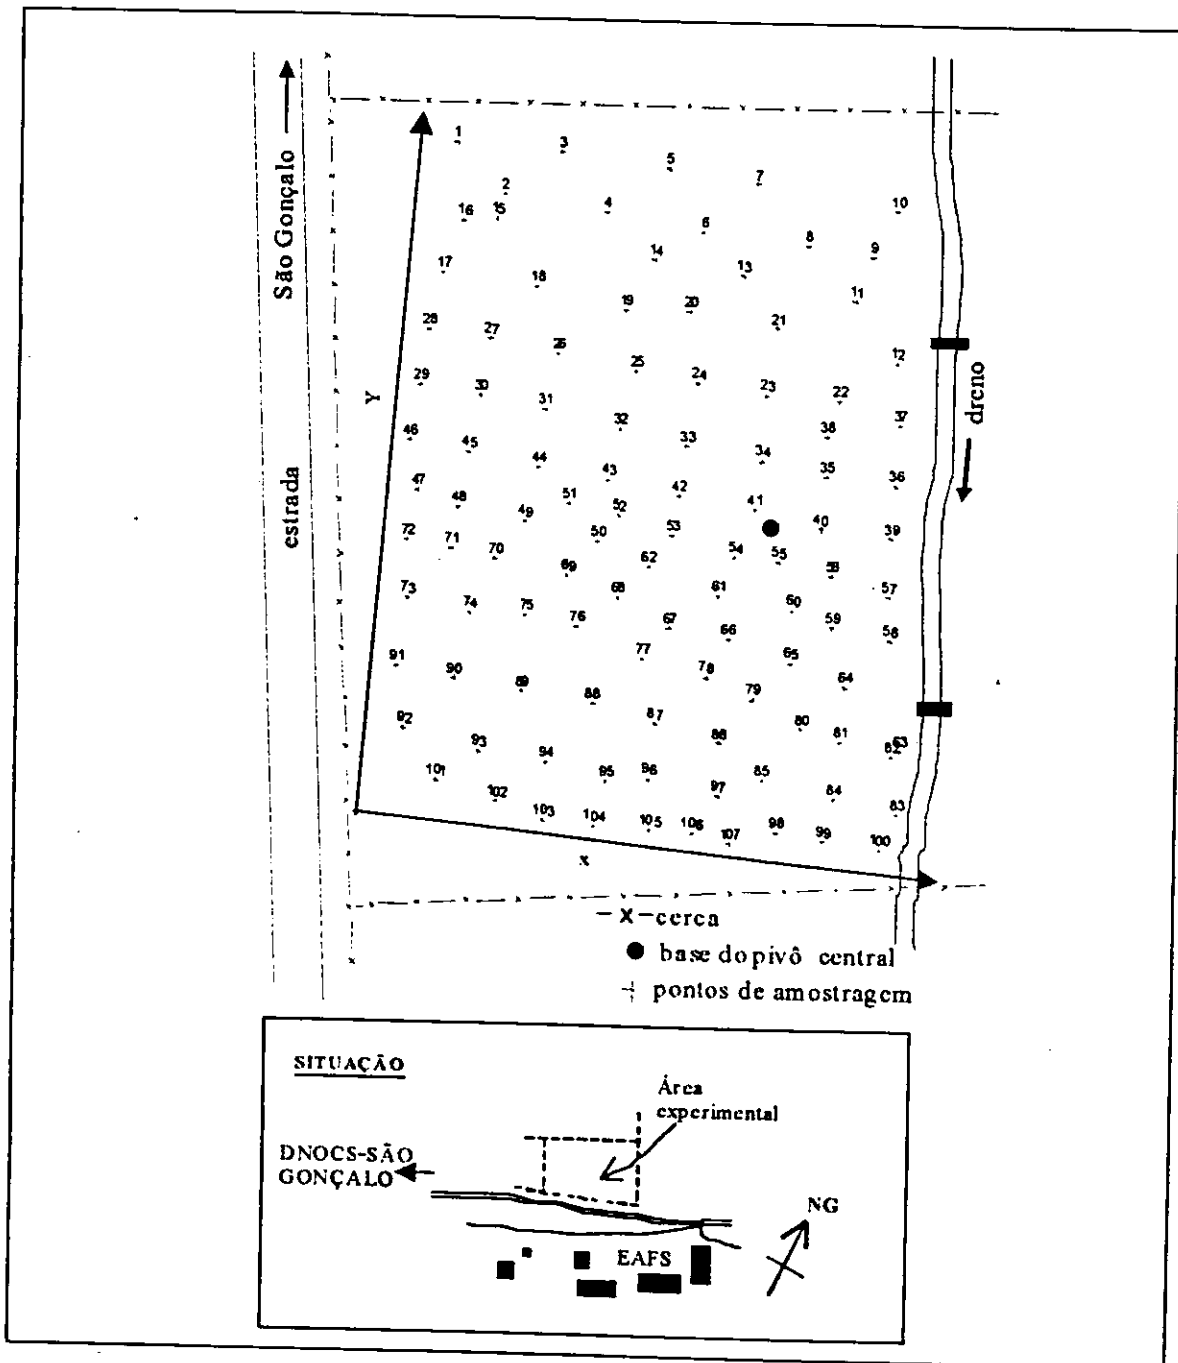 São Gonçalo
estrada
Y
1 3 5 7
2 4 10
16 15 6 8 9
14 13
17 18 11
19 20 21
28 27 26 12
25 24 23 22
29 30 31 37
32 33 38
46 45 34 35 36
44 43 42
47 48 51 52 41
49 50 53 40 39
72 71 70 62 54 55
69 68 61 58 57
73 74 75 76 60 59
67 66 56
77 65
91 90 78 64
89 88 79
92 87 80 81
93 94 86 82 63
101 95 96 85
102 97 84 83
103 104 105 106 107 98 99 100
x
dreno
-x-cerca
base do pivô central
pontos de amostragem
SITUAÇÃO
Área
experimental
DNOCS-SÃO
GONÇALO
NG
EAFS